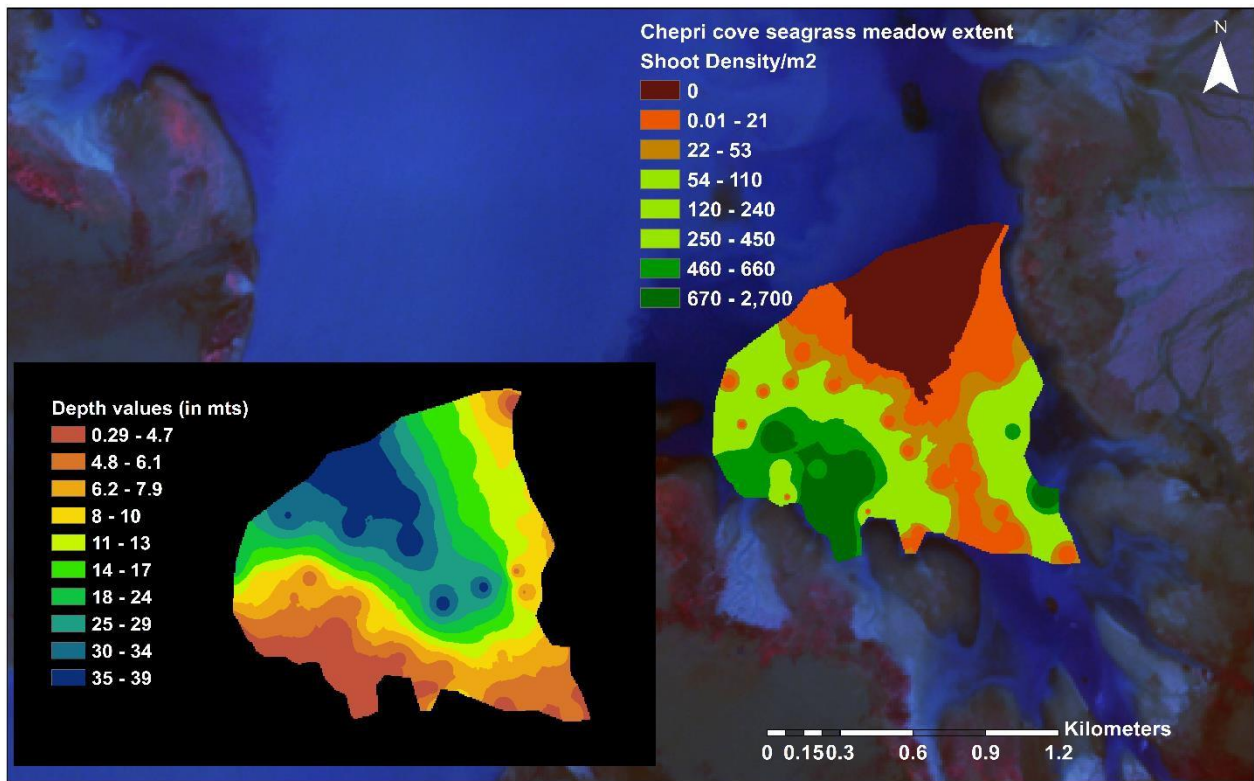 Chepri cove seagrass meadow extent
Shoot Density/m2
0
0.01 - 21
22 - 53
54 - 110
120 - 240
250 - 450
460 - 660
670 - 2,700
N
Depth values (in mts)
0.29 - 4.7
4.8 - 6.1
6.2 - 7.9
8 - 10
11 - 13
14 - 17
18 - 24
25 - 29
30 - 34
35 - 39
Kilometers
0 0.15 0.3 0.6 0.9 1.2